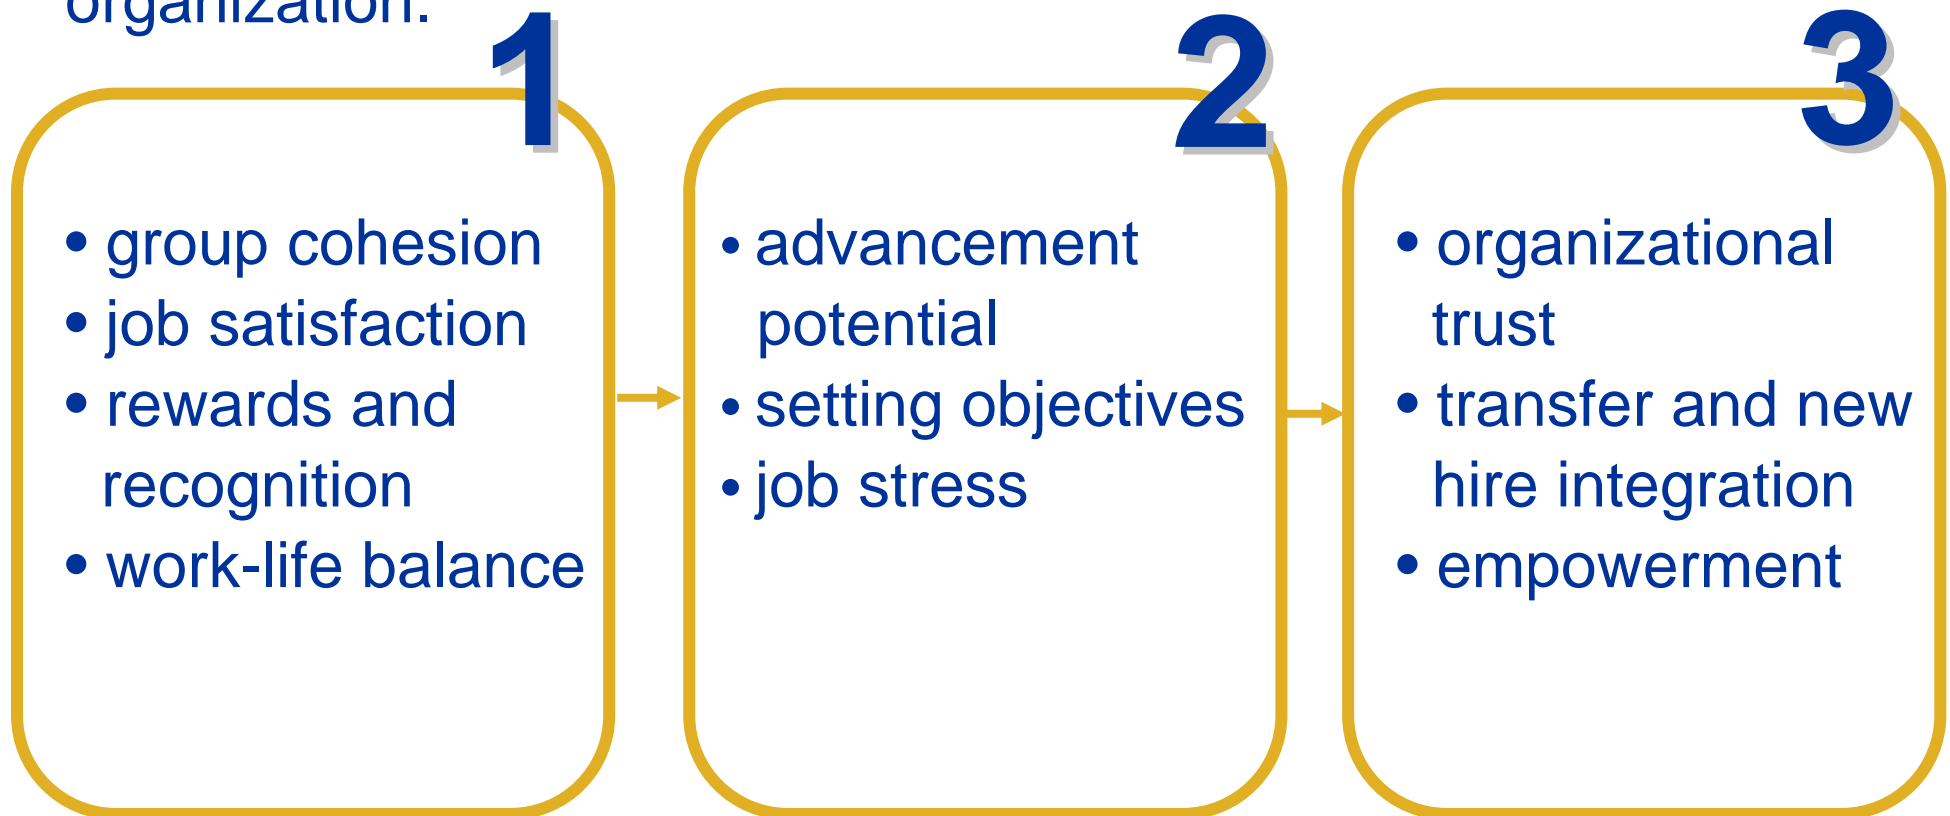 organization.
1
• group cohesion
• job satisfaction
• rewards and
recognition
• work-life balance
2
• advancement
potential
• setting objectives
• job stress
3
• organizational
trust
• transfer and new
hire integration
• empowerment